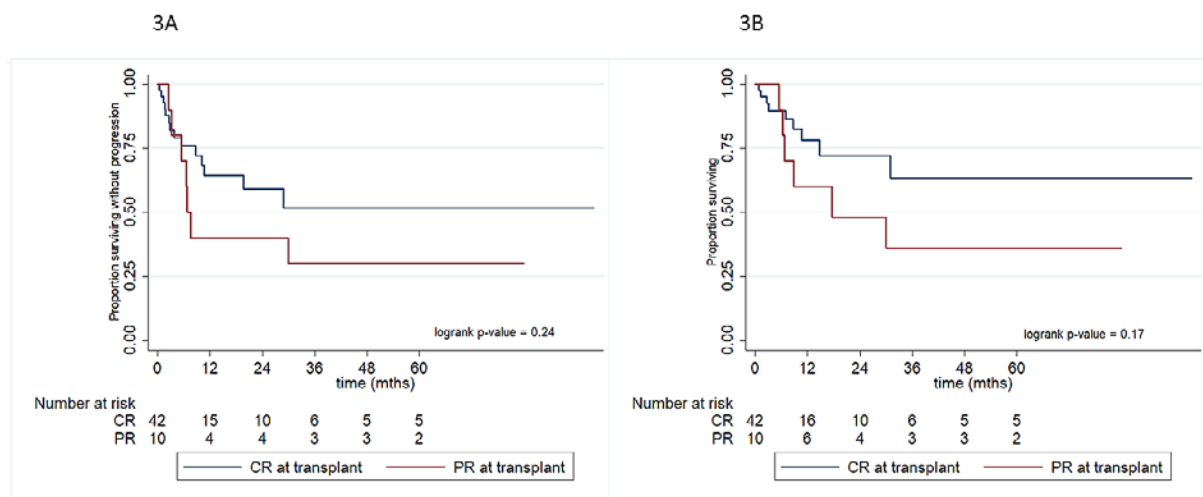 3A
3B
Proportion surviving without progression
1.00
0.75
0.50
0.25
0.00
logrank p-value = 0.24
0 12 24 36 48 60
time (mths)
Number at risk
CR 42 15 10 6 5 5
PR 10 4 4 3 3 2
CR at transplant PR at transplant
Proportion surviving
1.00
0.75
0.50
0.25
0.00
logrank p-value = 0.17
0 12 24 36 48 60
time (mths)
Number at risk
CR 42 16 10 6 5 5
PR 10 6 4 3 3 2
CR at transplant PR at transplant